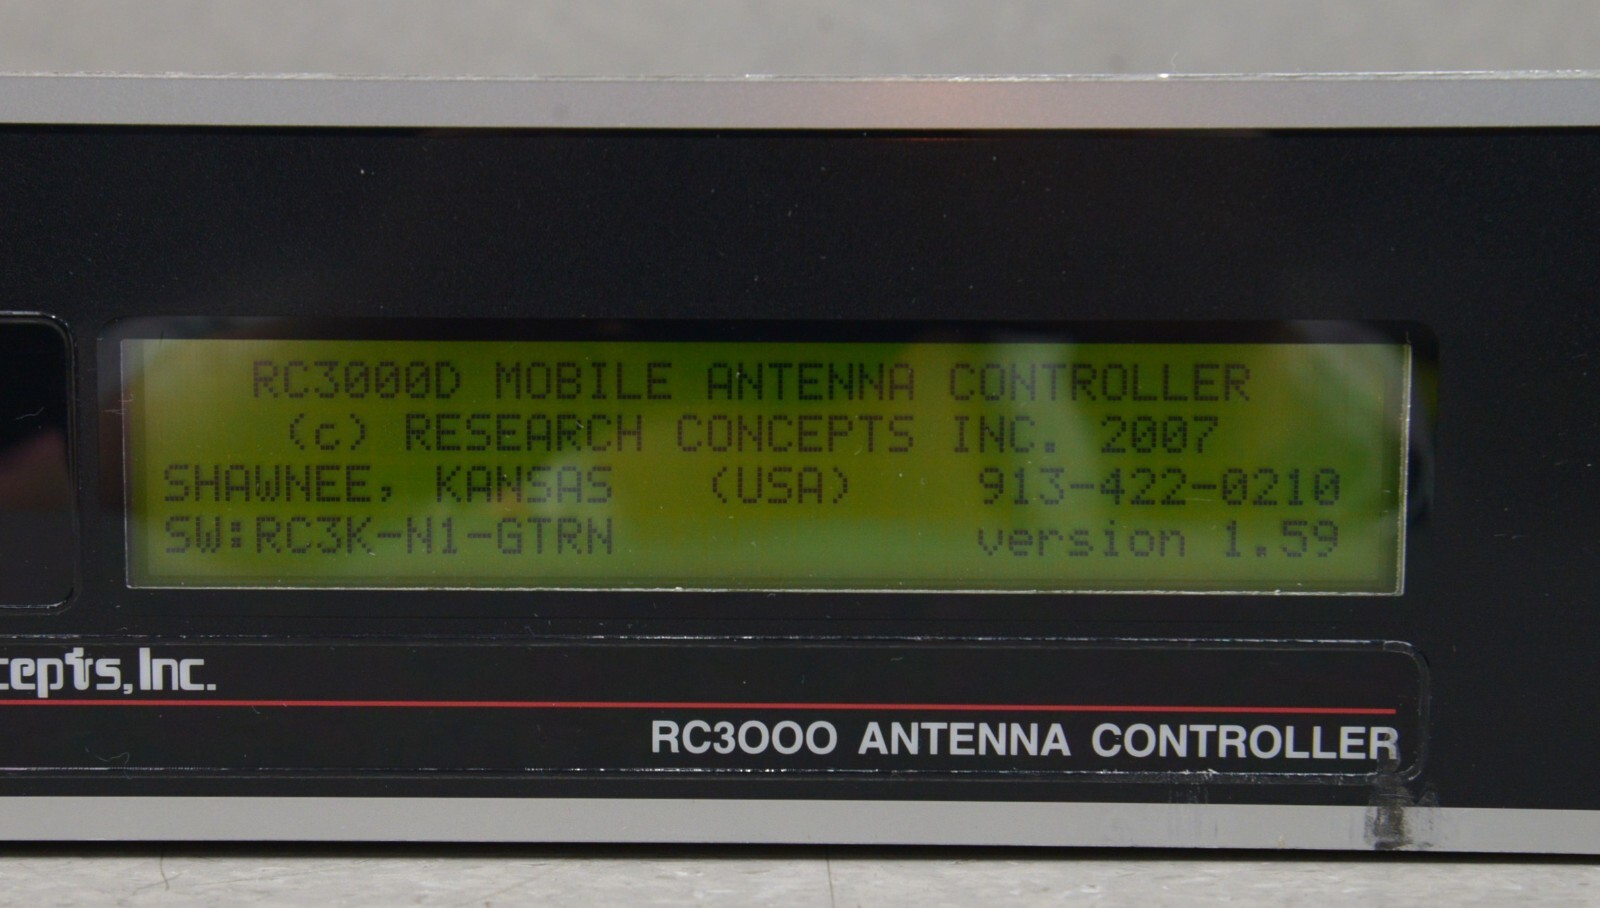 RC3000D MOBILE ANTENNA CONTROLLER
(c) RESEARCH CONCEPTS INC. 2007
SHAWNEE, KANSAS (USA) 913-422-0210
SW:RC3K-N1-GTRN version 1.59
cepts, Inc.
RC3000 ANTENNA CONTROLLER